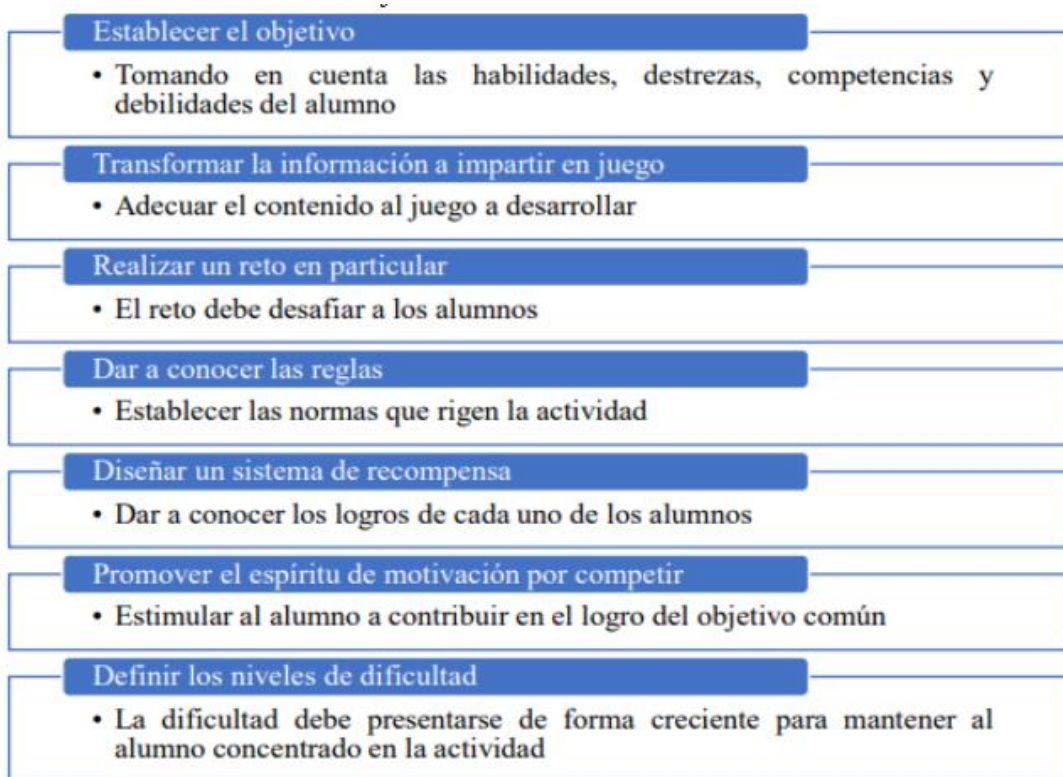 Establecer el objetivo
• Tomando en cuenta las habilidades, destrezas, competencias y
debilidades del alumno
Transformar la información a impartir en juego
• Adecuar el contenido al juego a desarrollar
Realizar un reto en particular
• El reto debe desafiar a los alumnos
Dar a conocer las reglas
• Establecer las normas que rigen la actividad
Diseñar un sistema de recompensa
• Dar a conocer los logros de cada uno de los alumnos
Promover el espíritu de motivación por competir
• Estimular al alumno a contribuir en el logro del objetivo común
Definir los niveles de dificultad
• La dificultad debe presentarse de forma creciente para mantener al
alumno concentrado en la actividad